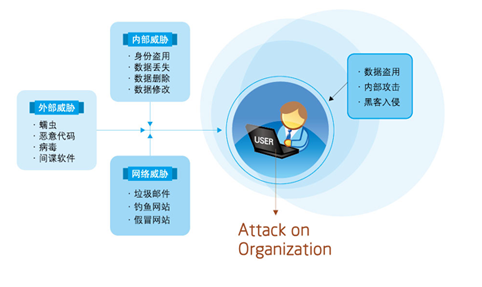 内部威胁
· 身份盗用
· 数据丢失
· 数据删除
· 数据修改
外部威胁
· 蠕虫
· 恶意代码
· 病毒
· 间谍软件
网络威胁
· 垃圾邮件
· 钓鱼网站
· 假冒网站
USER
· 数据盗用
· 内部攻击
· 黑客入侵
Attack on
Organization